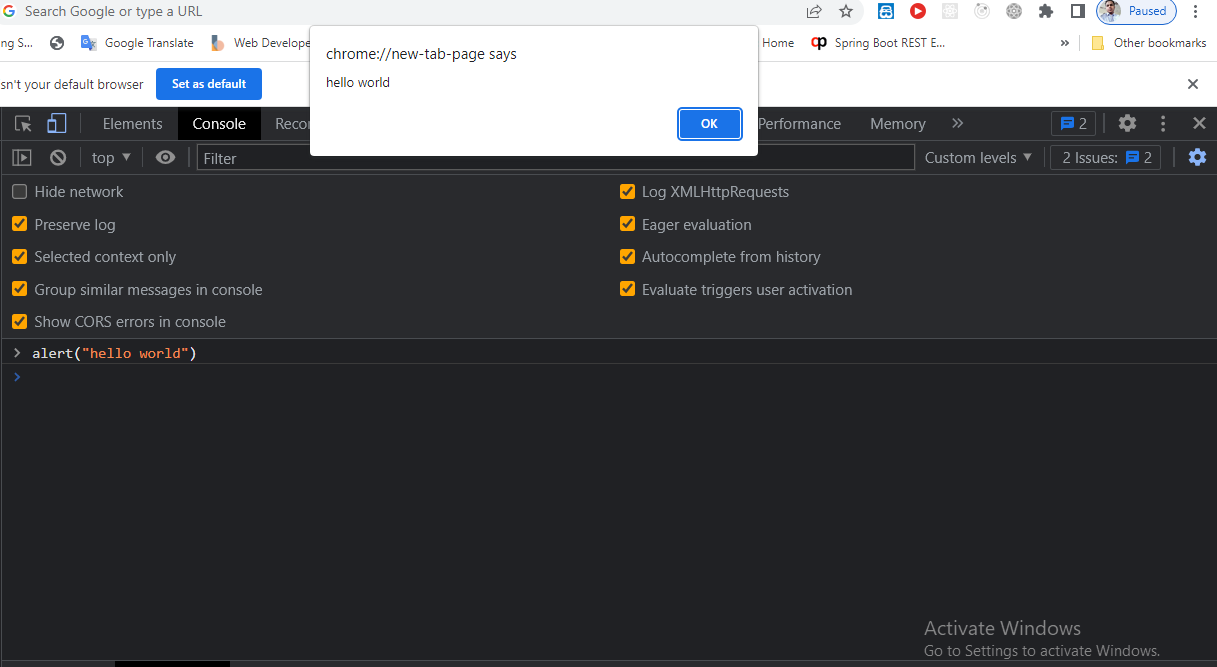 Search Google or type a URL
Paused
ng S...
Google Translate
Web Develope
Home
Spring Boot REST E...
»
Other bookmarks
chrome://new-tab-page says
hello world
OK
sn't your default browser
Set as default
Elements
Console
Recor
Performance
Memory
»
2
top
Filter
Custom levels
2 Issues:
2
Hide network
Log XMLHttpRequests
Preserve log
Eager evaluation
Selected context only
Autocomplete from history
Group similar messages in console
Evaluate triggers user activation
Show CORS errors in console
> alert("hello world")
>
Activate Windows
Go to Settings to activate Windows.